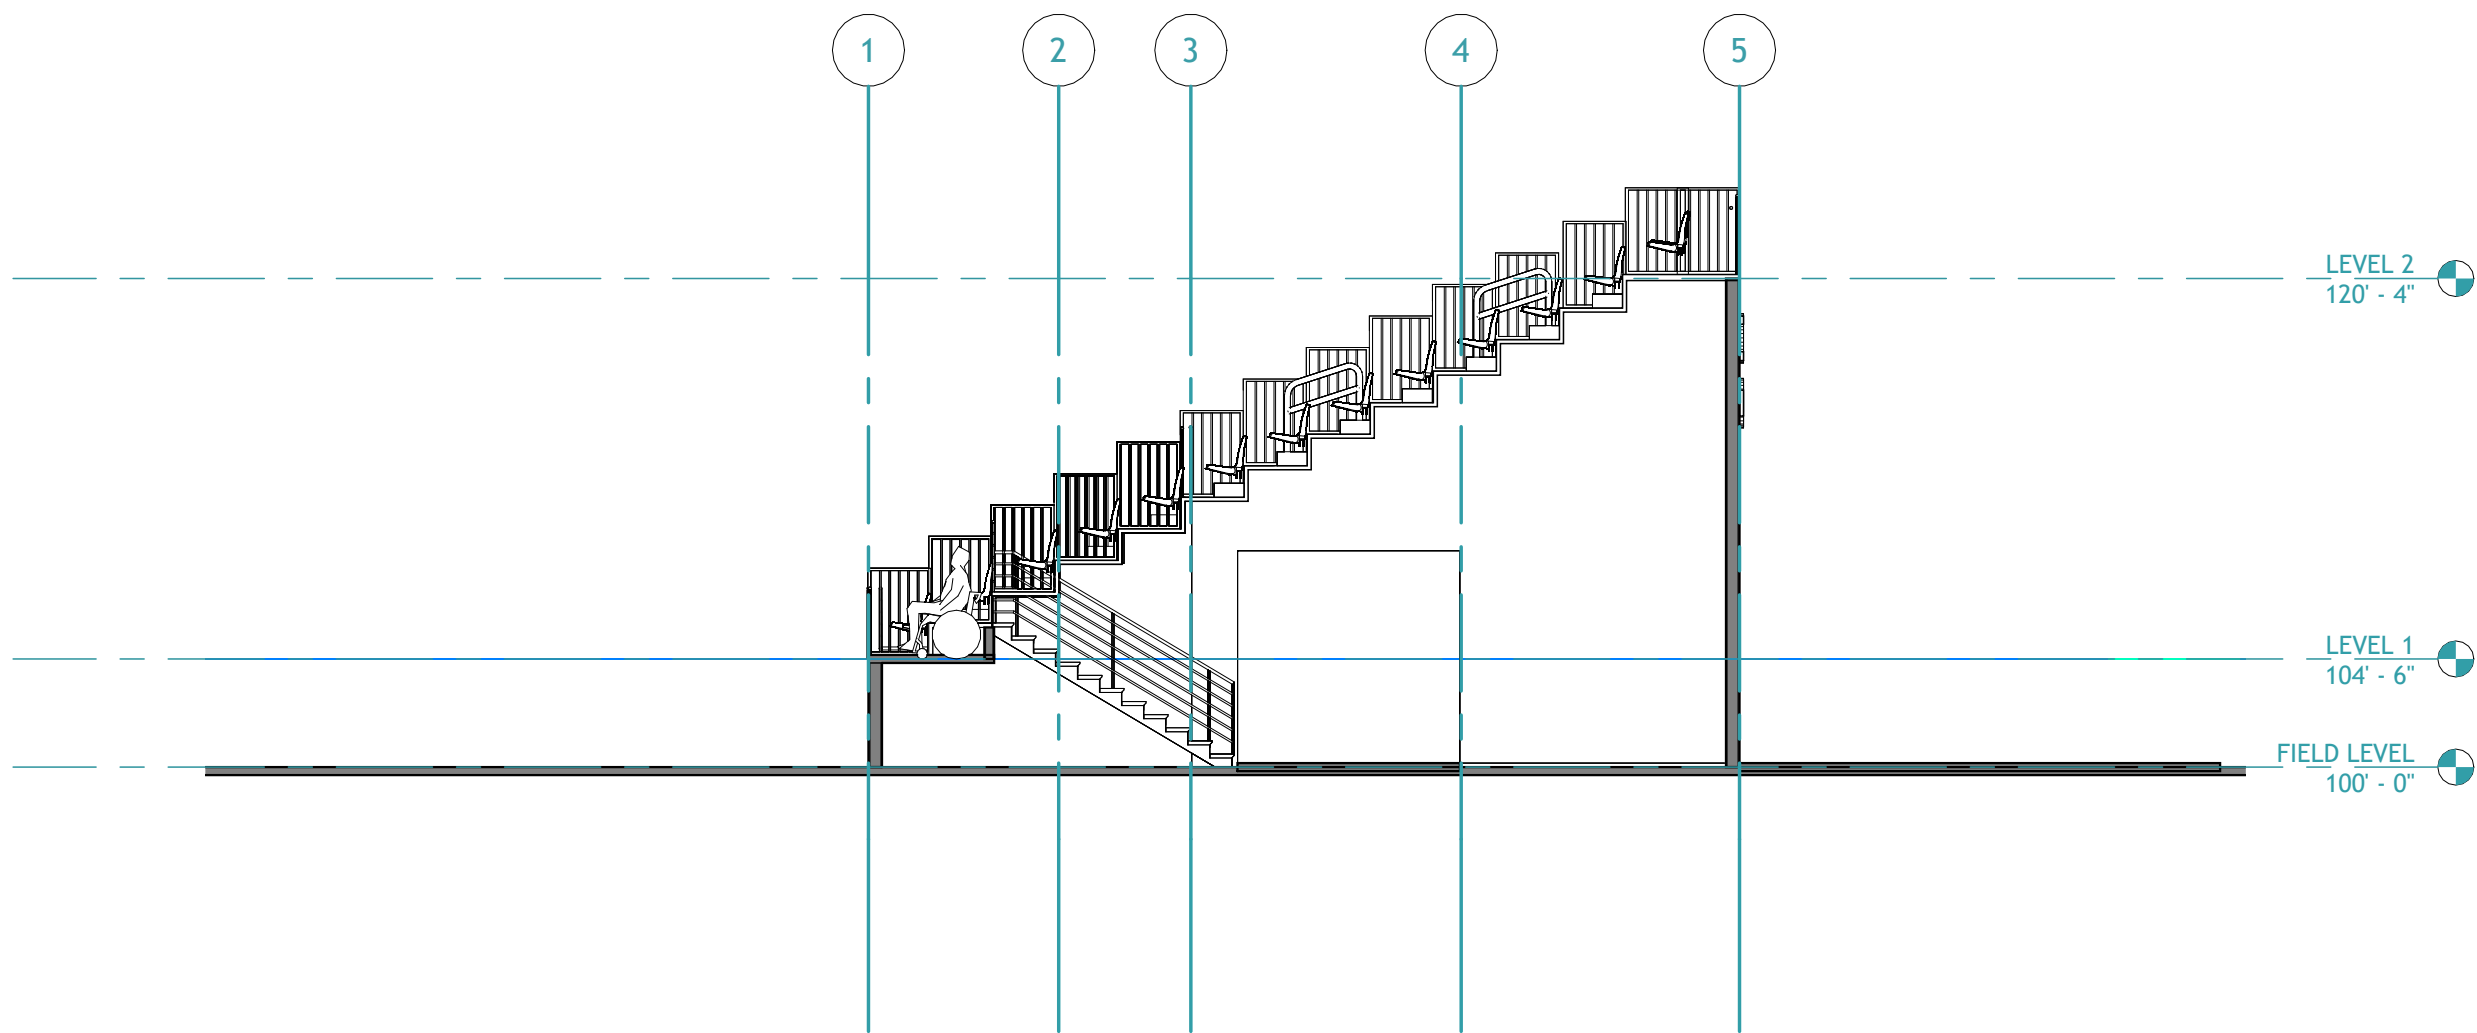 1
2
3
4
5
LEVEL 2
120' - 4"
LEVEL 1
104' - 6"
FIELD LEVEL
100' - 0"